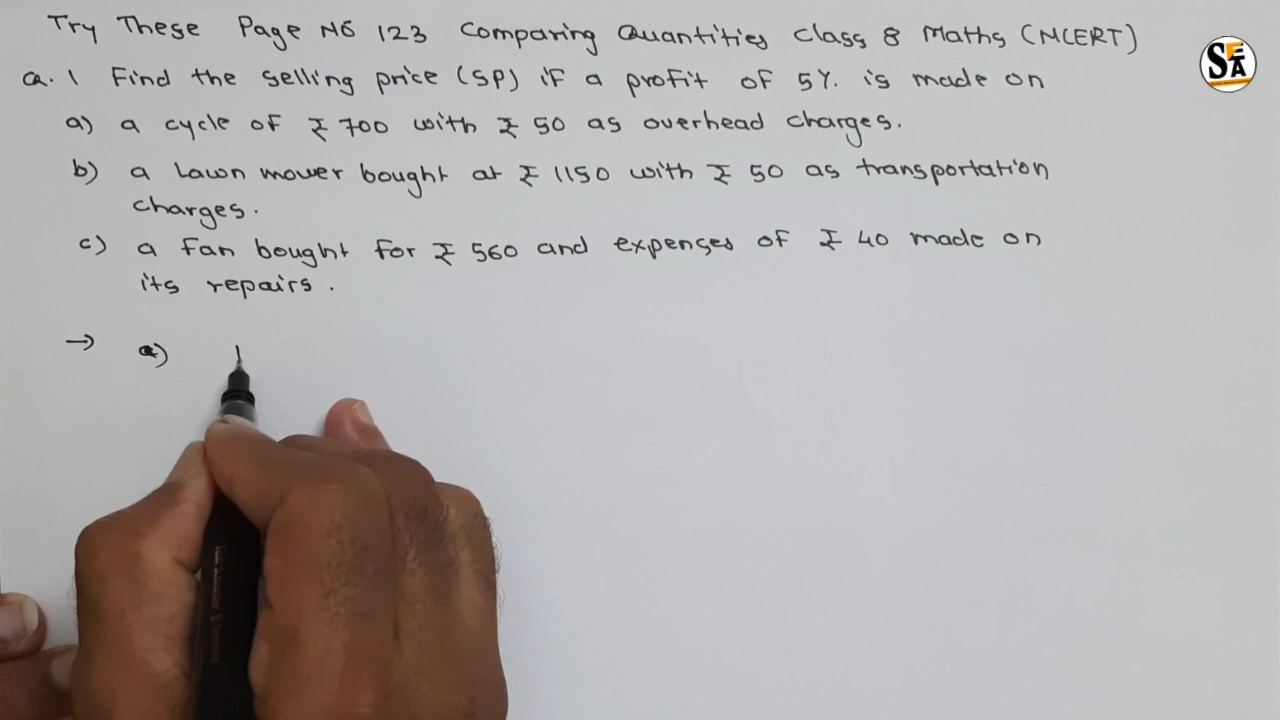 Try These Page No 123 Comparing Quantities Class 8 Maths (NCERT)
Q. 1 Find the selling price (SP) if a profit of 5% is made on
a) a cycle of ₹ 700 with ₹ 50 as overhead charges.
b) a lawn mower bought at ₹ 1150 with ₹ 50 as transportation
charges.
c) a fan bought for ₹ 560 and expenses of ₹ 40 made on
its repairs.
→ a)
SFA